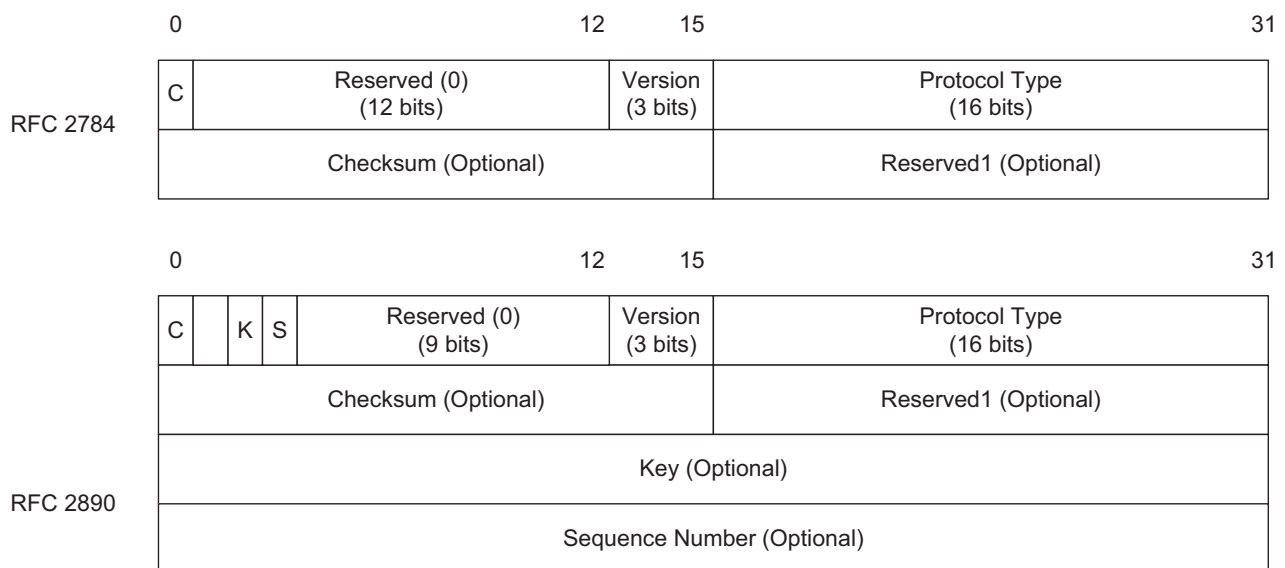 0 12 15 31
C
Reserved (0)
(12 bits)
Version
(3 bits)
Protocol Type
(16 bits)
RFC 2784
Checksum (Optional)
Reserved1 (Optional)
0 12 15 31
C
K
S
Reserved (0)
(9 bits)
Version
(3 bits)
Protocol Type
(16 bits)
Checksum (Optional)
Reserved1 (Optional)
Key (Optional)
RFC 2890
Sequence Number (Optional)